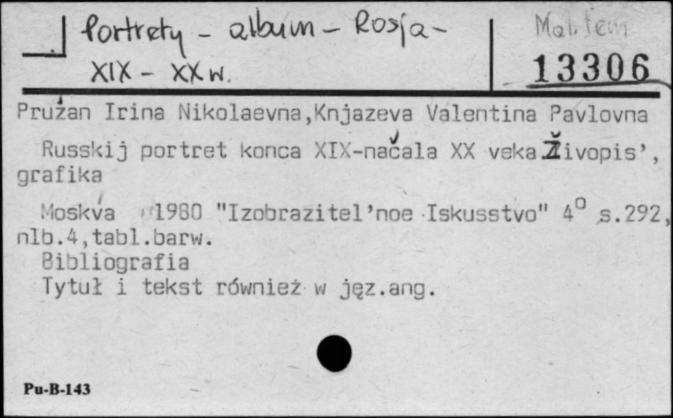 Portrety - album - Rosja -
XIX - XX w.
13306
Pružan Irina Nikolaevna,Knjazeva Valentina Pavlovna
Russkij portret konca XIX-načala XX veka Živopis’,
grafika
Moskva 1980 "Izobrazitel’noe Iskusstvo" 4° s.292,
nlb.4,tabl.barw.
Bibliografia
Tytuł i tekst również w jęz.ang.
Pu-B-143